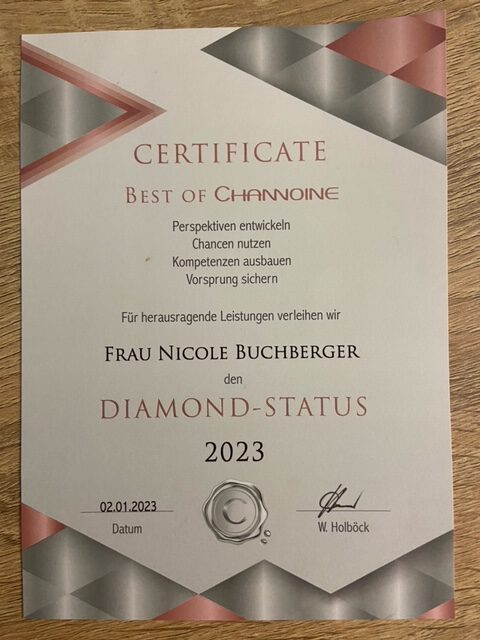 CERTIFICATE
BEST OF CHANNOINE
Perspektiven entwickeln
Chancen nutzen
Kompetenzen ausbauen
Vorsprung sichern
Für herausragende Leistungen verleihen wir
FRAU NICOLE BUCHBERGER
den
DIAMOND-STATUS
2023
02.01.2023
Datum
C
W. Holböck